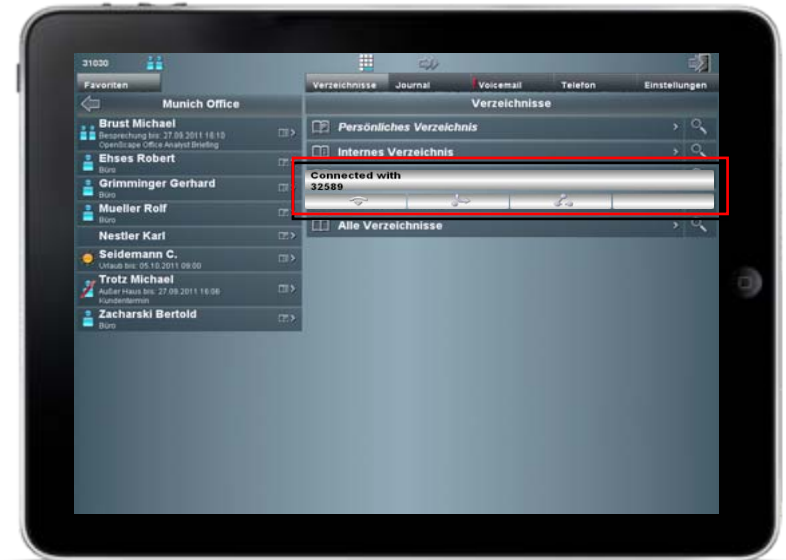 31030
Favoriten
Verzeichnisse Journal Voicemail Telefon Einstellungen
Munich Office
Verzeichnisse
Brust Michael
Besprechung bis: 27.09.2011 18:10
OpenScape Office Analyst Briefing
Ehses Robert
Büro
Grimminger Gerhard
Büro
Mueller Rolf
Büro
Nestler Karl
Seidemann C.
Urlaub bis: 05.10.2011 09:00
Trotz Michael
Außer Haus bis: 27.09.2011 16:06
Kundentermin
Zacharski Bertold
Büro
Persönliches Verzeichnis
Internes Verzeichnis
Connected with
32589
Alle Verzeichnisse